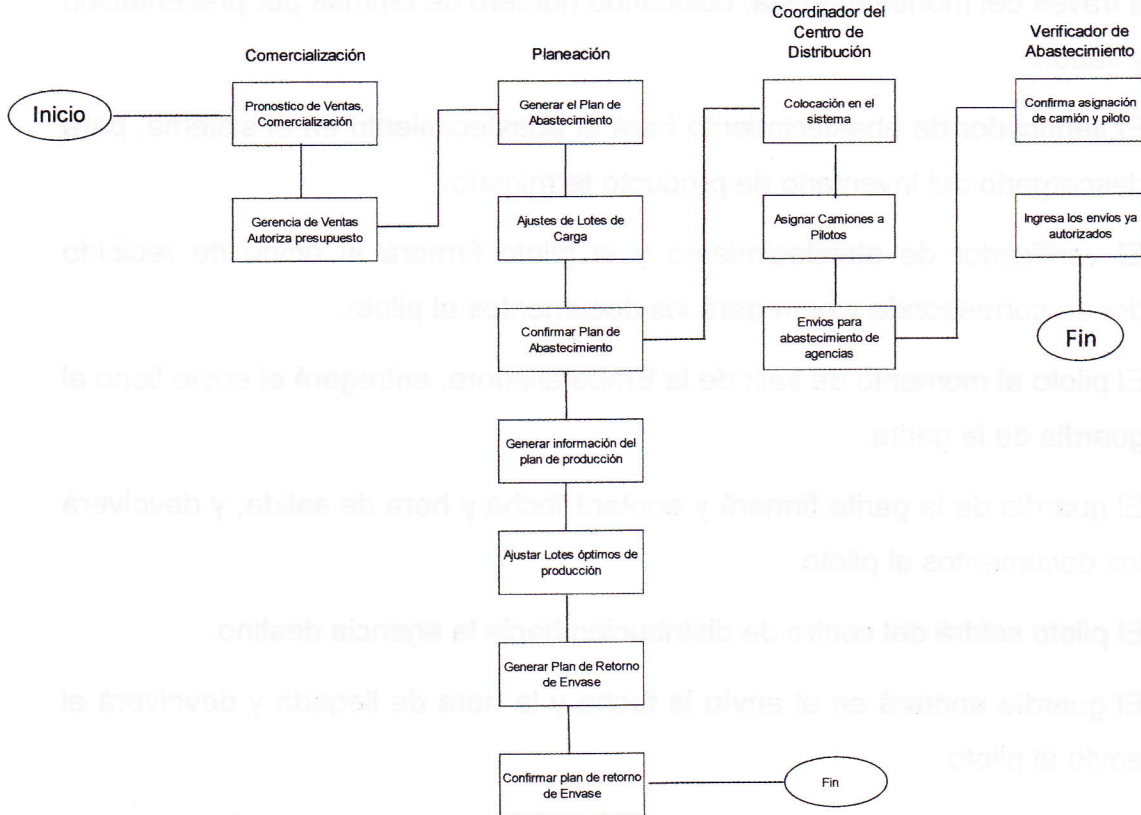 Comercialización
Planeación
Coordinador del
Centro de
Distribución
Verificador de
Abastecimiento
Inicio
Pronostico de Ventas,
Comercialización
Gerencia de Ventas
Autoriza presupuesto
Generar el Plan de
Abastecimiento
Ajustes de Lotes de
Carga
Confirmar Plan de
Abastecimiento
Generar información del
plan de producción
Ajustar Lotes óptimos de
producción
Generar Plan de Retorno
de Envase
Confirmar plan de retorno
de Envase
Fin
Colocación en el
sistema
Asignar Camiones a
Pilotos
Envíos para
abastecimiento de
agencias
Confirma asignación
de camión y piloto
Ingresa los envíos ya
autorizados
Fin